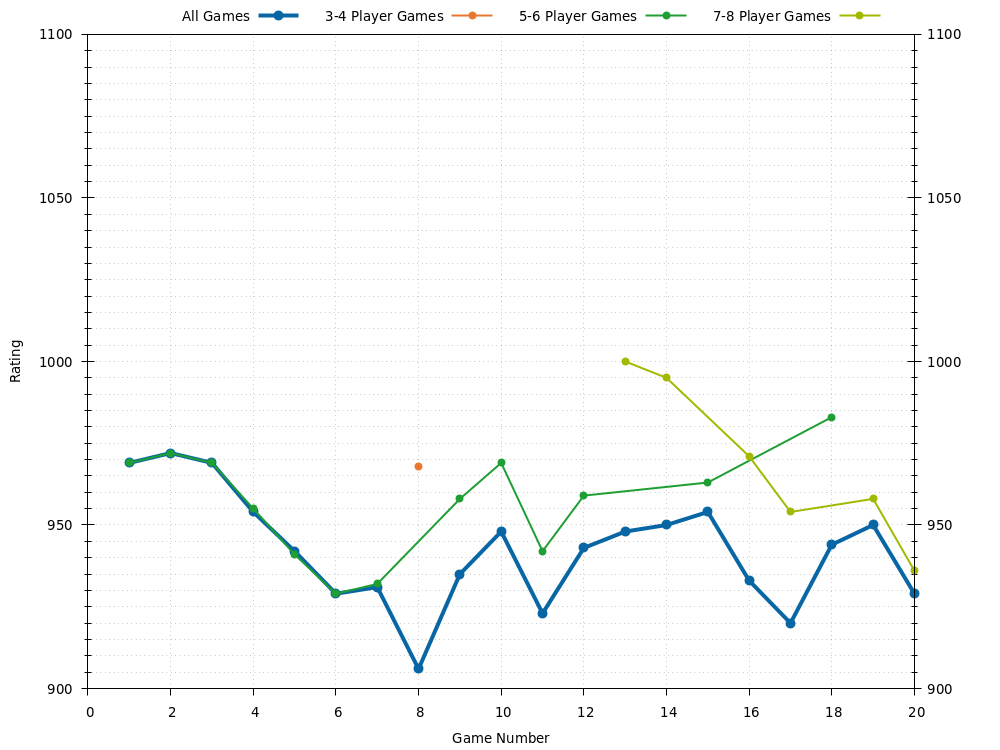 All Games 3-4 Player Games 5-6 Player Games 7-8 Player Games
1100 1100
1050 1050
1000 1000
950 950
900 900
Rating
0 2 4 6 8 10 12 14 16 18 20
Game Number